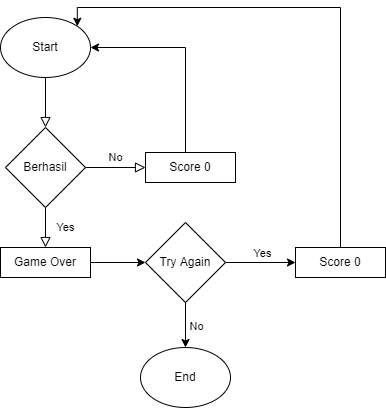 Start
Berhasil
No
Score 0
Yes
Game Over
Try Again
Yes
Score 0
No
End